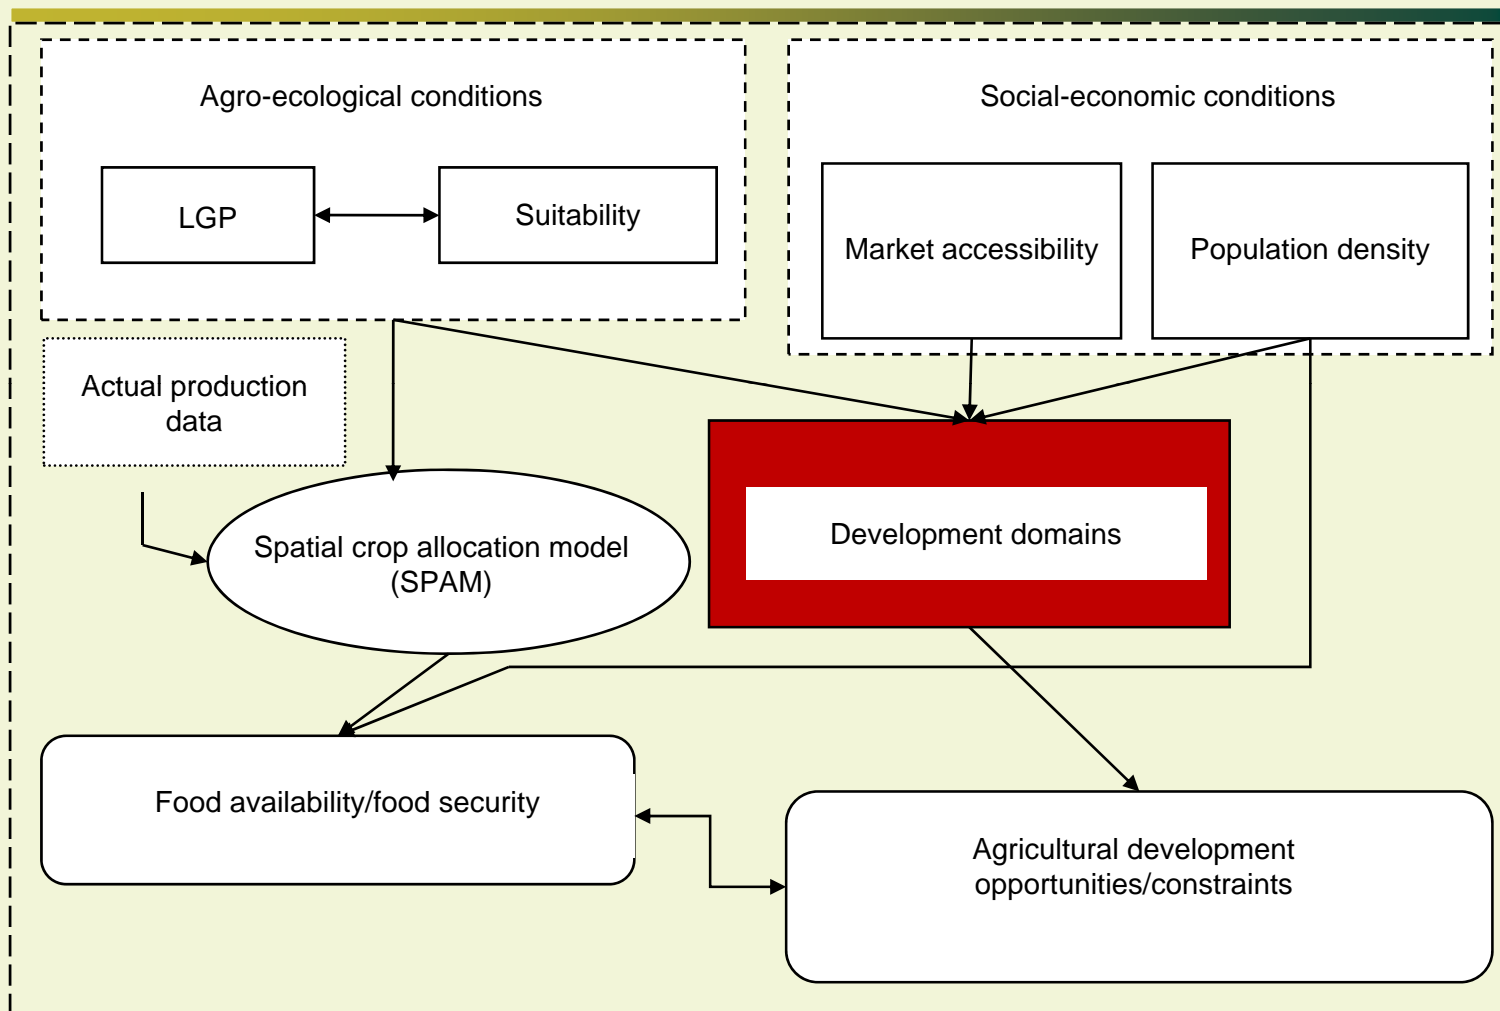 Agro-ecological conditions
Social-economic conditions
LGP
Suitability
Market accessibility
Population density
Actual production
data
Spatial crop allocation model
(SPAM)
Development domains
Food availability/food security
Agricultural development
opportunities/constraints